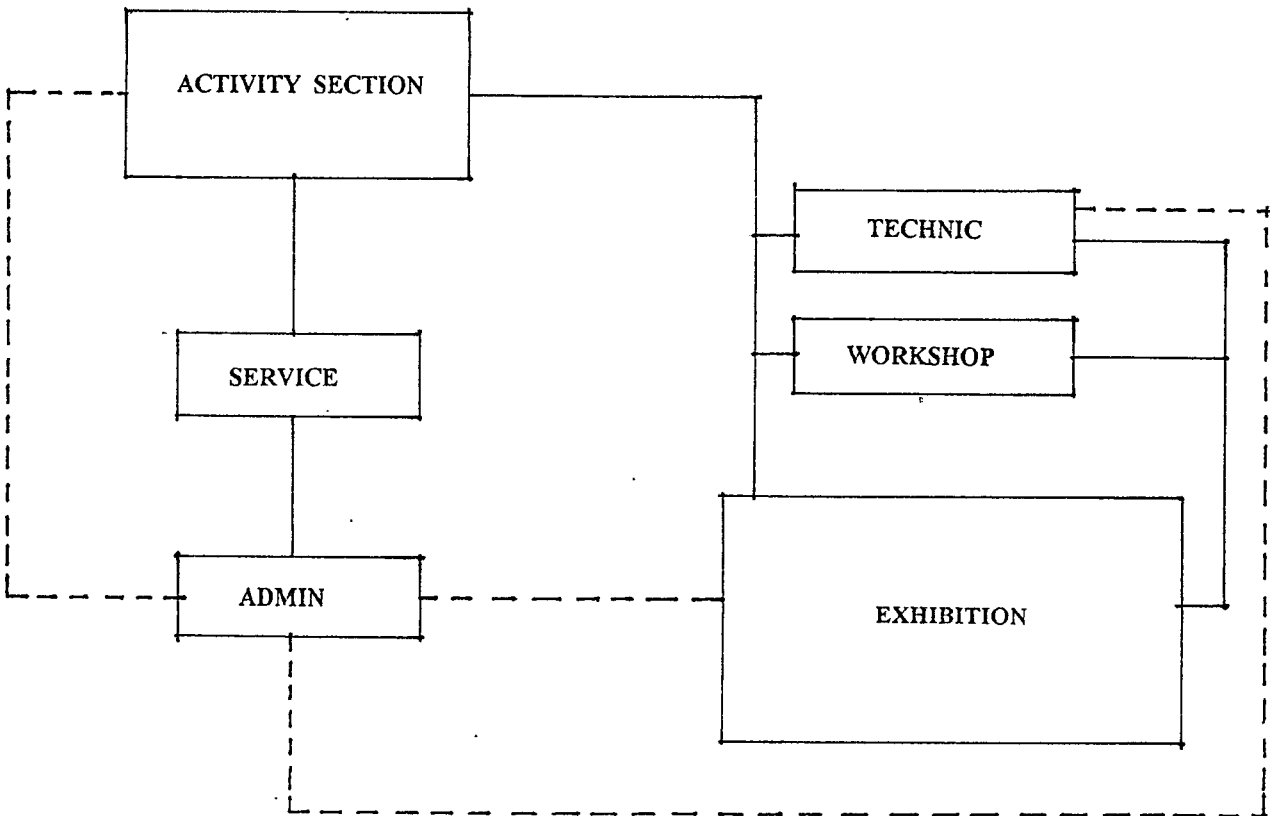 ACTIVITY SECTION
TECHNIC
WORKSHOP
SERVICE
ADMIN
EXHIBITION